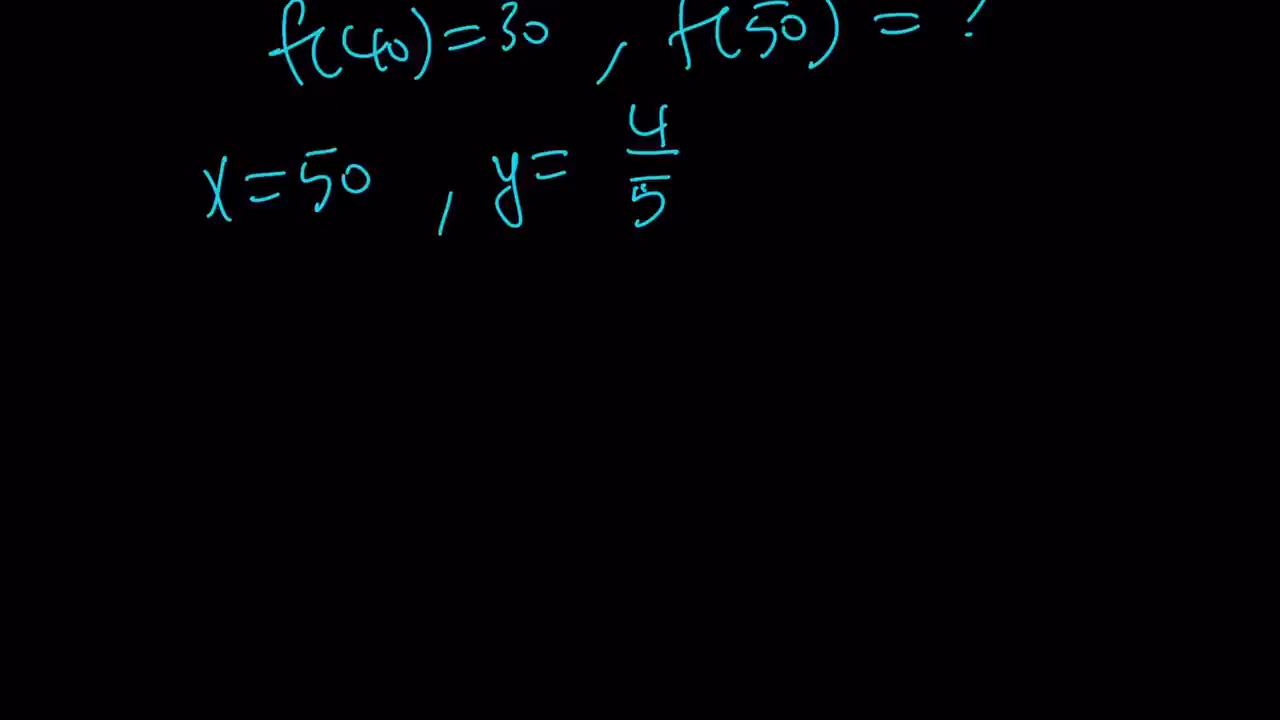 f(40)=30 , f(50) = ?
x=50 , y= 4/5